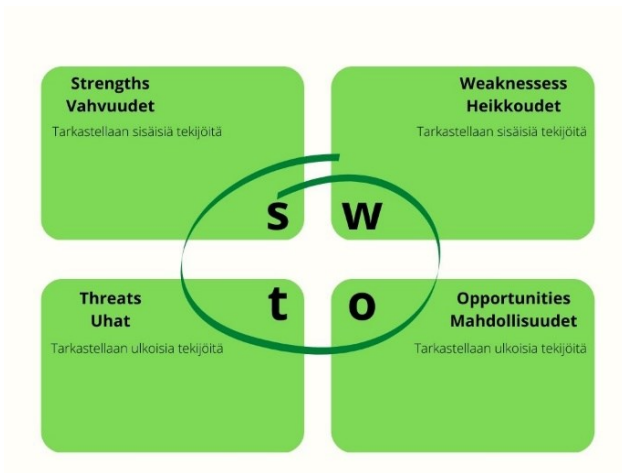 Strengths
Vahvuudet
Tarkastellaan sisäisiä tekijöitä
Weaknessess
Heikkoudet
Tarkastellaan sisäisiä tekijöitä
s w
t o
Threats
Uhat
Tarkastellaan ulkoisia tekijöitä
Opportunities
Mahdollisuudet
Tarkastellaan ulkoisia tekijöitä